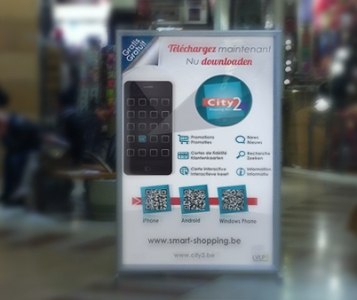 Gratis
Gratuit
Téléchargez maintenant
Nu downloaden
City2
Promotions
Promoties
News
Nieuws
Cartes de fidélité
Klantenkaarten
Recherche
Zoeken
Carte interactive
Interactieve kaart
Information
Informatie
iPhone
Android
Windows Phone
www.smart-shopping.be
www.city2.be